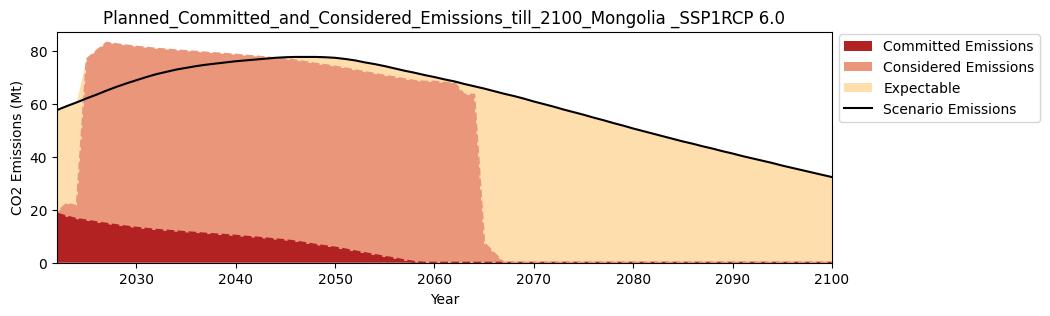 Planned_Committed_and_Considered_Emissions_till_2100_Mongolia _SSP1RCP 6.0
Committed Emissions
Considered Emissions
Expectable
Scenario Emissions
CO2 Emissions (Mt)
80
60
40
20
0
2030 2040 2050 2060 2070 2080 2090 2100
Year